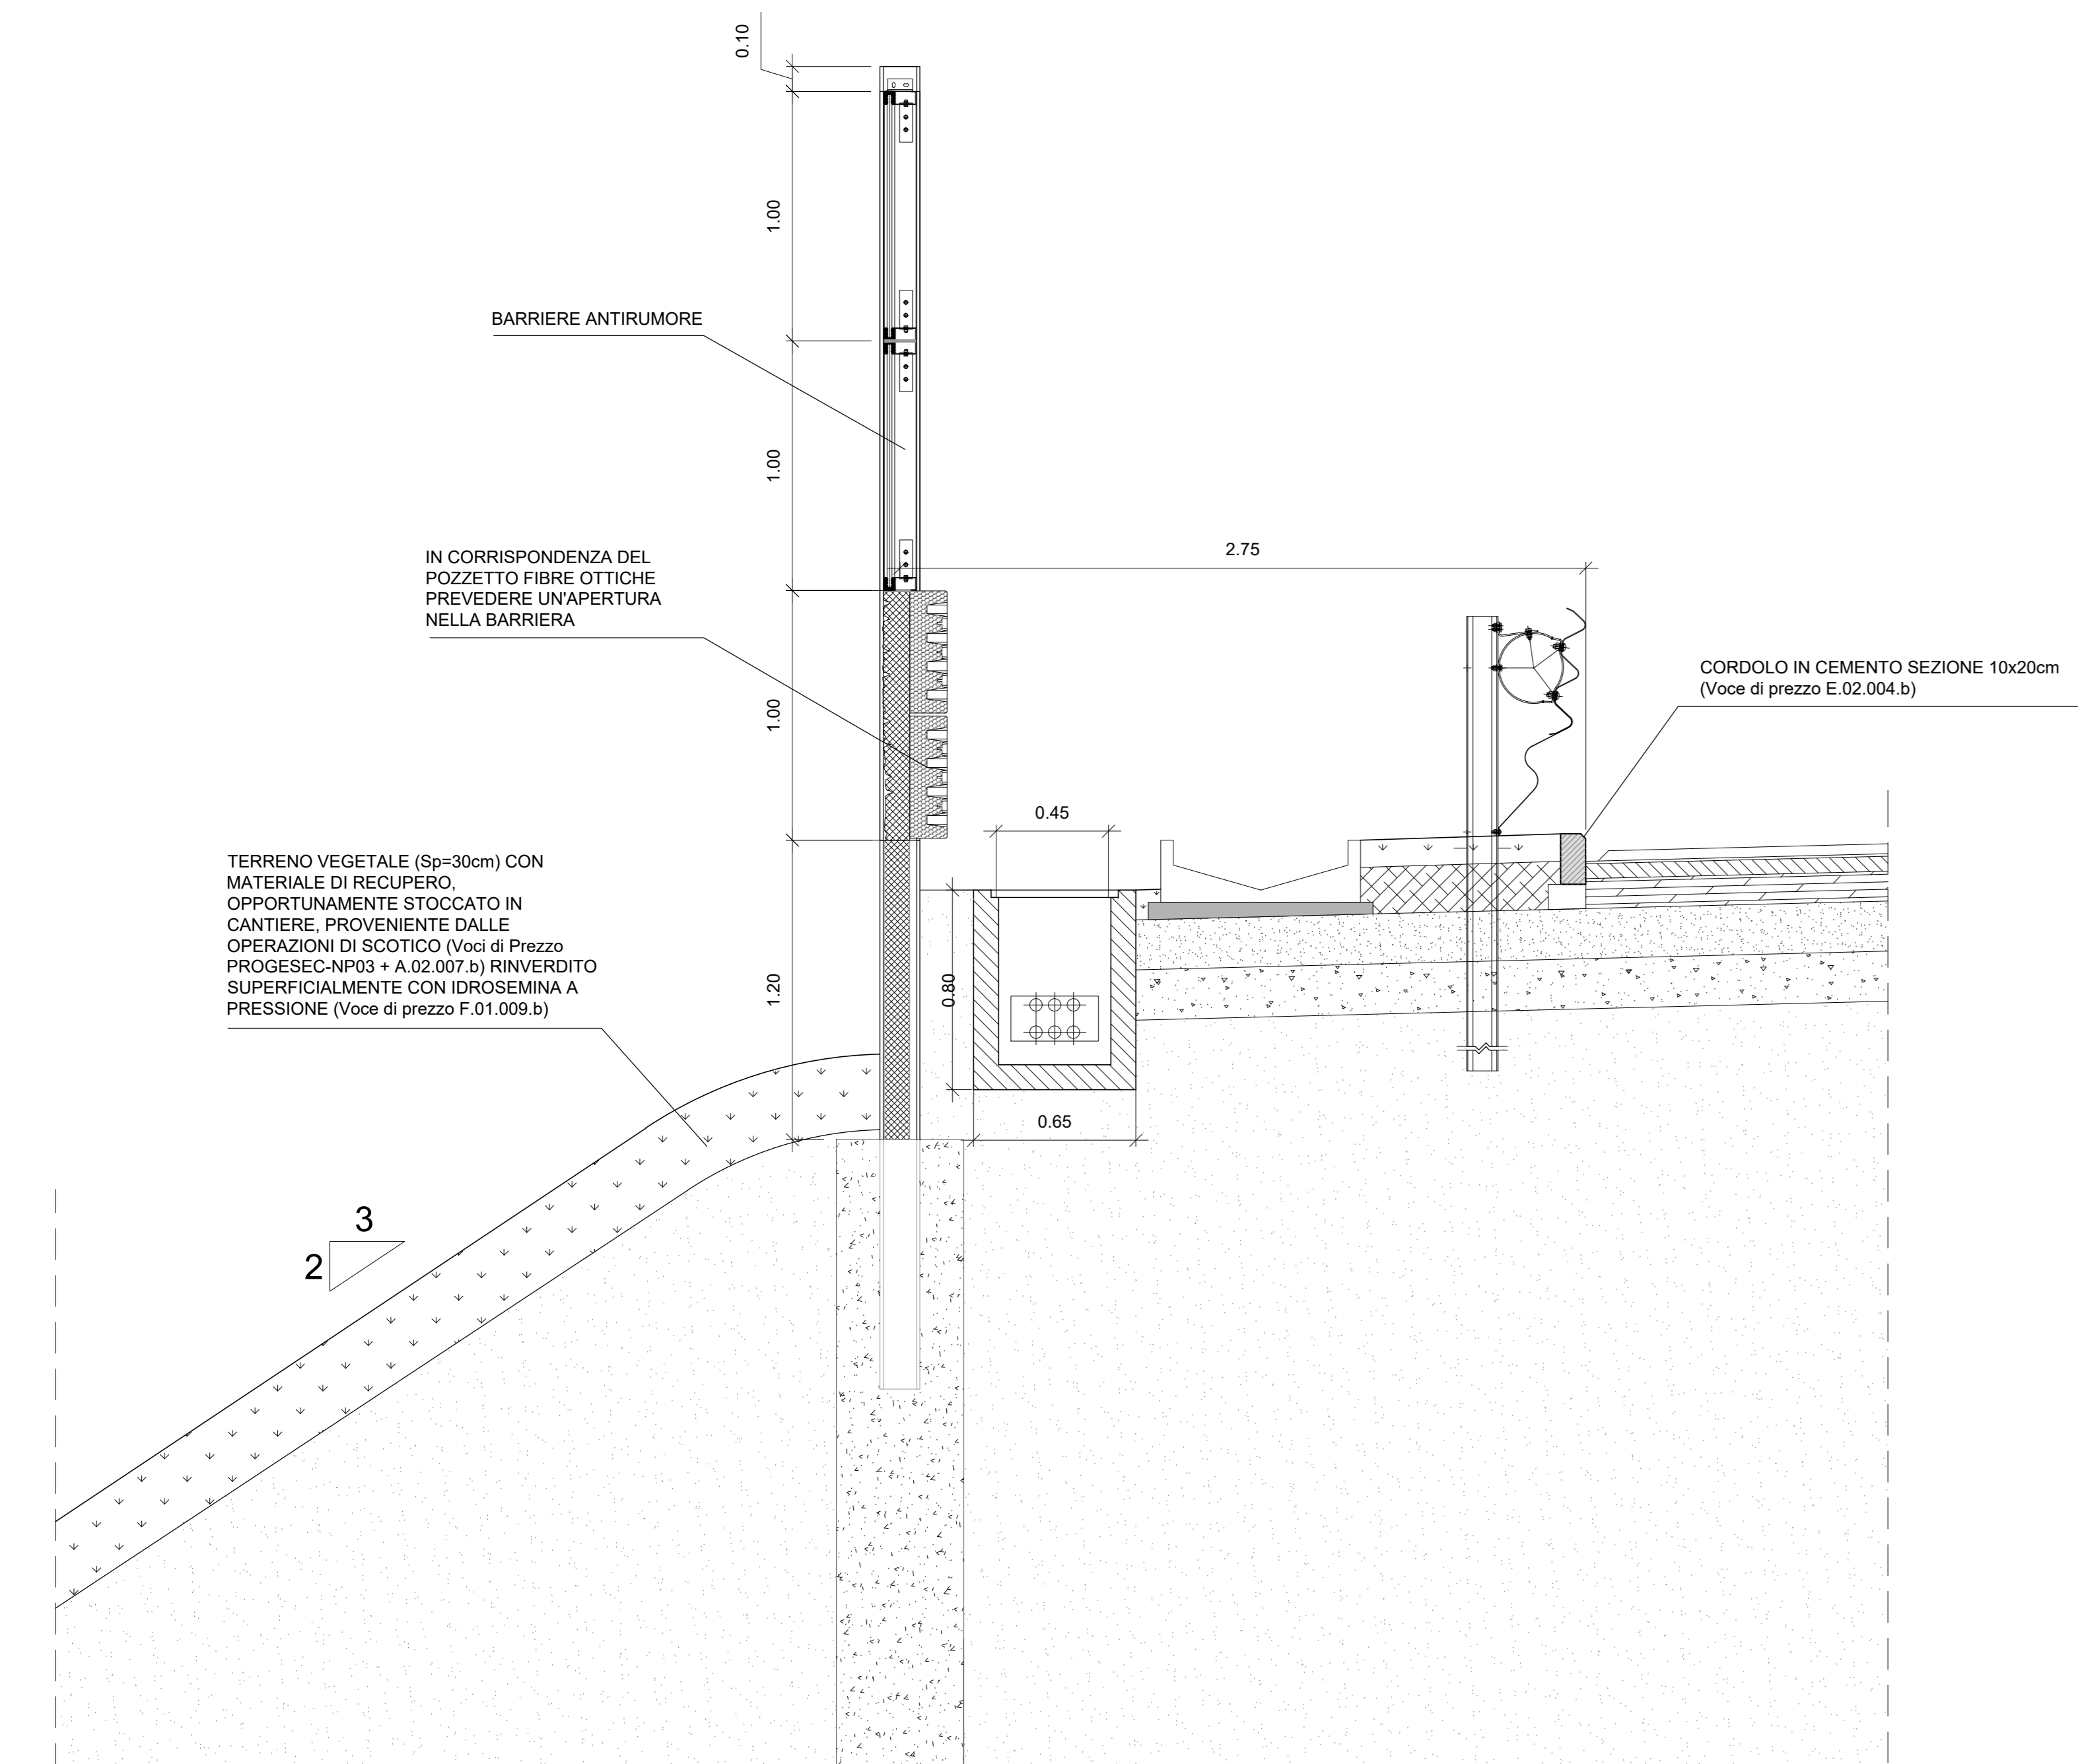 0.10
1.00
BARRIERE ANTIRUMORE
1.00
2.75
IN CORRISPONDENZA DEL
POZZETTO FIBRE OTTICHE
PREVEDERE UN'APERTURA
NELLA BARRIERA
CORDOLO IN CEMENTO SEZIONE 10x20cm
(Voce di prezzo E.02.004.b)
1.00
0.45
TERRENO VEGETALE (Sp=30cm) CON
MATERIALE DI RECUPERO,
OPPORTUNAMENTE STOCCATO IN
CANTIERE, PROVENIENTE DALLE
OPERAZIONI DI SCOTICO (Voci di Prezzo
PROGESEC-NP03 + A.02.007.b) RINVERDITO
SUPERFICIALMENTE CON IDROSEMINA A
PRESSIONE (Voce di prezzo F.01.009.b)
1.20
0.80
0.65
3
2